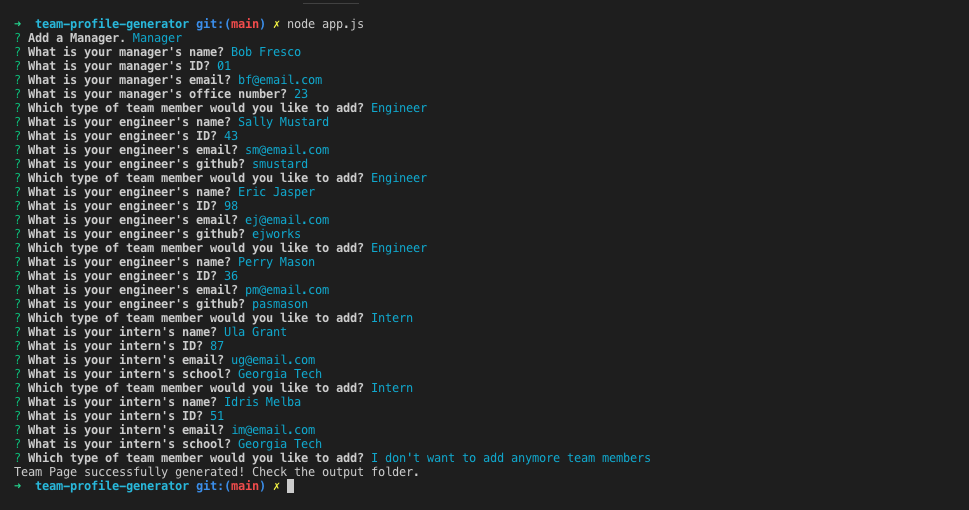 ➜  team-profile-generator git:(main) ✗ node app.js
? Add a Manager. Manager
? What is your manager's name? Bob Fresco
? What is your manager's ID? 01
? What is your manager's email? bf@email.com
? What is your manager's office number? 23
? Which type of team member would you like to add? Engineer
? What is your engineer's name? Sally Mustard
? What is your engineer's ID? 43
? What is your engineer's email? sm@email.com
? What is your engineer's github? smustard
? Which type of team member would you like to add? Engineer
? What is your engineer's name? Eric Jasper
? What is your engineer's ID? 98
? What is your engineer's email? ej@email.com
? What is your engineer's github? ejworks
? Which type of team member would you like to add? Engineer
? What is your engineer's name? Perry Mason
? What is your engineer's ID? 36
? What is your engineer's email? pm@email.com
? What is your engineer's github? pasmason
? Which type of team member would you like to add? Intern
? What is your intern's name? Ula Grant
? What is your intern's ID? 87
? What is your intern's email? ug@email.com
? What is your intern's school? Georgia Tech
? Which type of team member would you like to add? Intern
? What is your intern's name? Idris Melba
? What is your intern's ID? 51
? What is your intern's email? im@email.com
? What is your intern's school? Georgia Tech
? Which type of team member would you like to add? I don't want to add anymore team members
Team Page successfully generated! Check the output folder.
➜  team-profile-generator git:(main) ✗